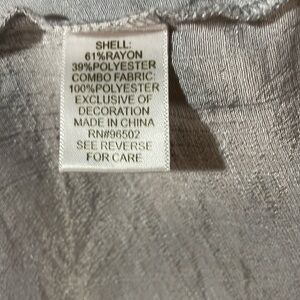 SHELL:
61%RAYON
39%POLYESTER
COMBO FABRIC:
100%POLYESTER
EXCLUSIVE OF
DECORATION
MADE IN CHINA
RN#96502
SEE REVERSE
FOR CARE